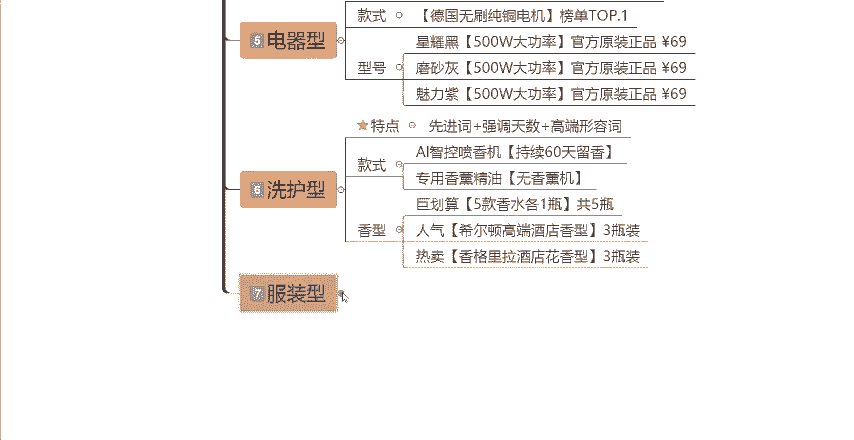 款式 【德国无刷纯铜电机】榜单TOP.1
5 电器型
星耀黑【500W大功率】官方原装正品 ¥69
型号 磨砂灰【500W大功率】官方原装正品 ¥69
魅力紫【500W大功率】官方原装正品 ¥69
★特点 先进词+强调天数+高端形容词
AI智控喷香机【持续60天留香】
款式
专用香薰精油【无香薰机】
6 洗护型
巨划算【5款香水各1瓶】共5瓶
香型 人气【希尔顿高端酒店香型】3瓶装
热卖【香格里拉酒店花香型】3瓶装
7 服装型